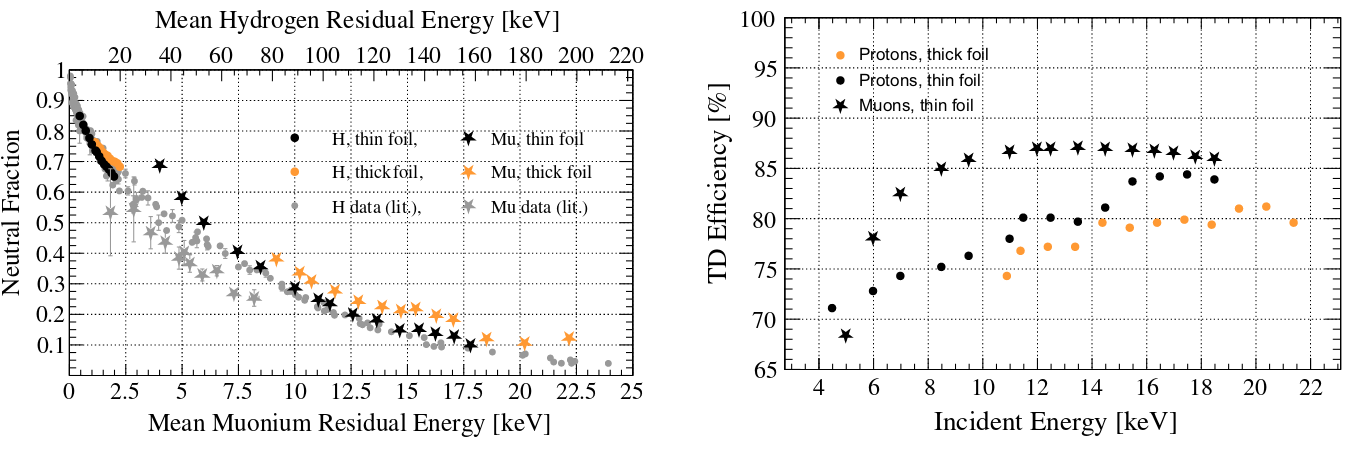 Mean Hydrogen Residual Energy [keV]
20 40 60 80 100 120 140 160 180 200 220
Neutral Fraction
1
0.9
0.8
0.7
0.6
0.5
0.4
0.3
0.2
0.1
H, thin foil, Mu, thin foil
H, thick foil, Mu, thick foil
H data (lit.), Mu data (lit.)
0 2.5 5 7.5 10 12.5 15 17.5 20 22.5 25
Mean Muonium Residual Energy [keV]
TD Efficiency [%]
100
95
90
85
80
75
70
65
Protons, thick foil
Protons, thin foil
Muons, thin foil
4 6 8 10 12 14 16 18 20 22
Incident Energy [keV]